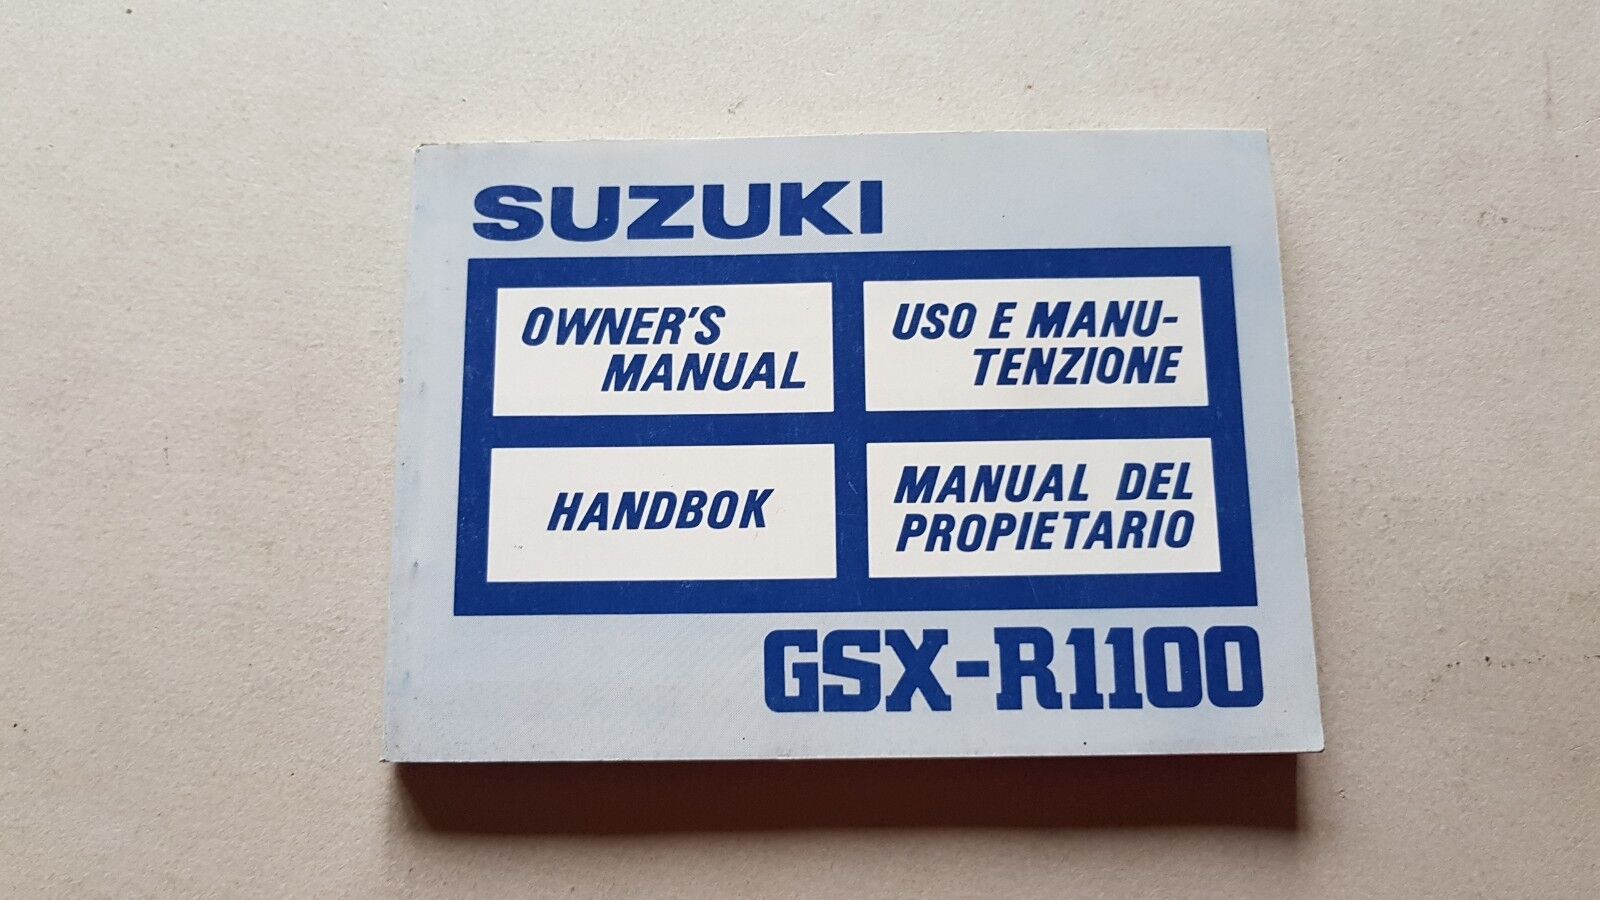 SUZUKI
OWNER'S
MANUAL
USO E MANU-
TENZIONE
HANDBOK
MANUAL DEL
PROPIETARIO
GSX-R1100